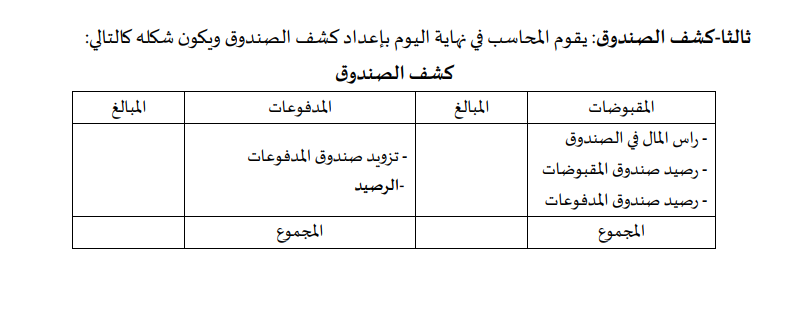 ثالثا-كشف الصندوق: يقوم المحاسب في نهاية اليوم بإعداد كشف الصندوق ويكون شكله كالتالي:
كشف الصندوق
المقبوضات المبالغ المدفوعات المبالغ
- راس المال في الصندوق
- رصيد صندوق المقبوضات
- رصيد صندوق المدفوعات
- تزويد صندوق المدفوعات
-الرصيد
المجموع المجموع